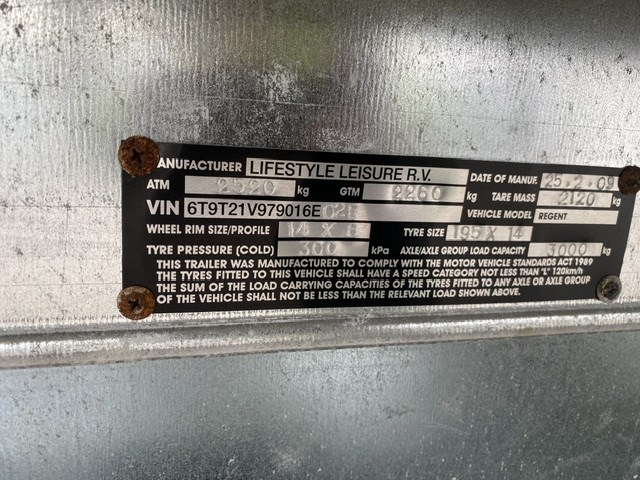 MANUFACTURER LIFESTYLE LEISURE R.V. DATE OF MANUF. 25.2.09
ATM 2520 kg GTM 2260 kg TARE MASS 2120 kg
VIN 6T9T21V979016E02 VEHICLE MODEL REGENT
WHEEL RIM SIZE/PROFILE 14 X 6 TYRE SIZE 195 X 14
TYRE PRESSURE (COLD) 300 kPa AXLE/AXLE GROUP LOAD CAPACITY 3000 kg
THIS TRAILER WAS MANUFACTURED TO COMPLY WITH THE MOTOR VEHICLE STANDARDS ACT 1989
THE TYRES FITTED TO THIS VEHICLE HAVE A SPEED CATEGORY NOT LESS THAN "L" 120km/h
THE SUM OF THE LOAD CARRYING CAPACITIES OF THE TYRES FITTED TO ANY AXLE OR AXLE GROUP
OF THE VEHICLE SHALL NOT BE LESS THAN THE RELEVANT LOAD SHOWN ABOVE.